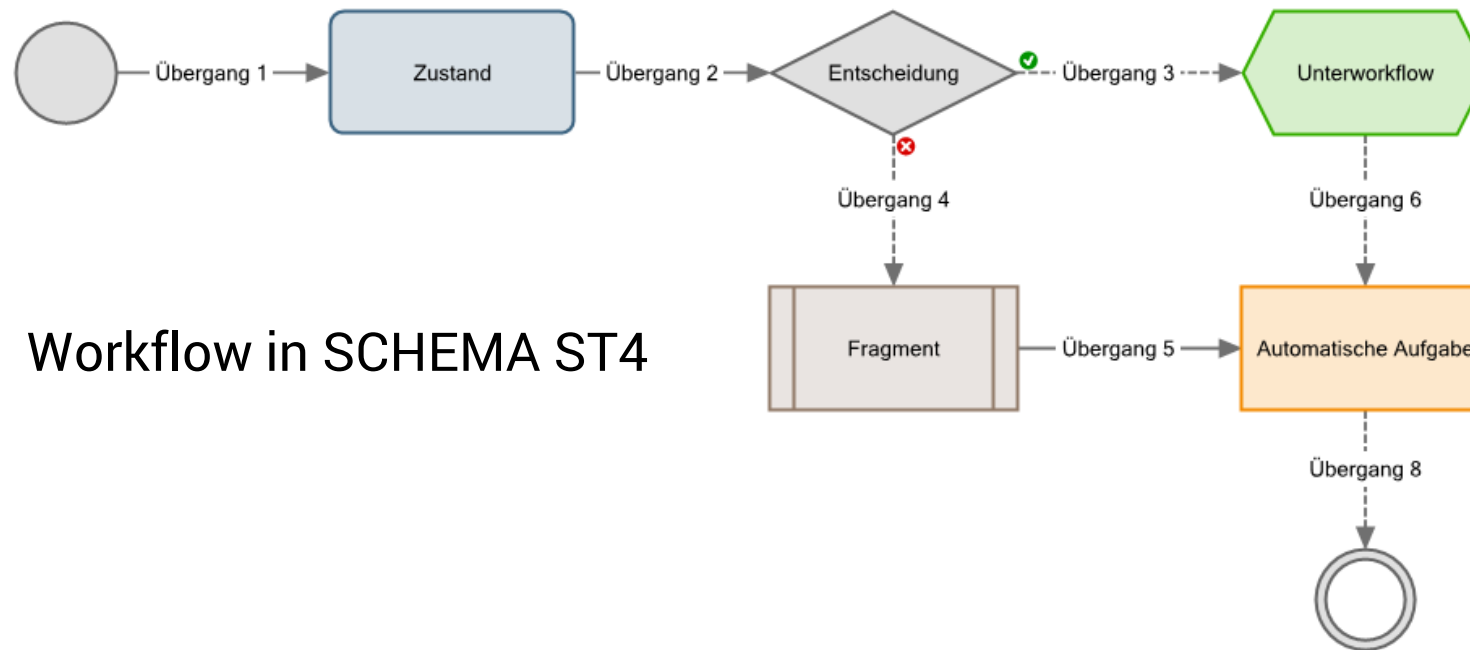 Übergang 1
Zustand
Übergang 2
Entscheidung
Übergang 3
Unterworkflow
Übergang 4
Übergang 6
Workflow in SCHEMA ST4
Fragment
Übergang 5
Automatische Aufgabe
Übergang 8